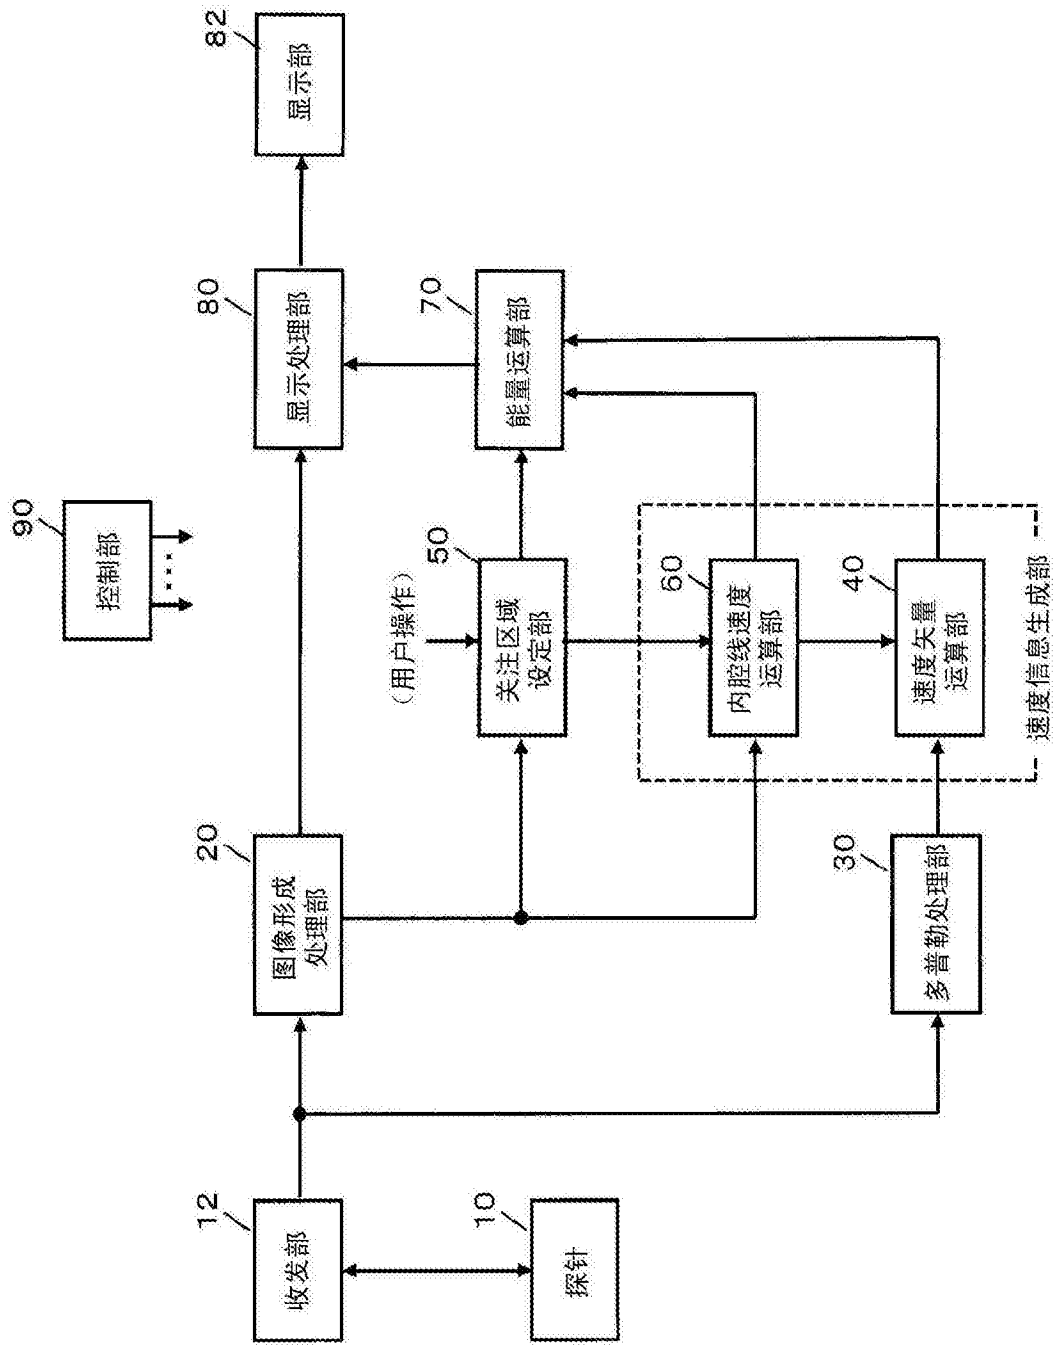 90
控制部
12
收发部
20
图像形成
处理部
80
显示处理部
82
显示部
(用户操作)
10
探针
50
关注区域
设定部
70
能量运算部
60
内腔线速度
运算部
30
多普勒处理部
40
速度矢量
运算部
速度信息生成部